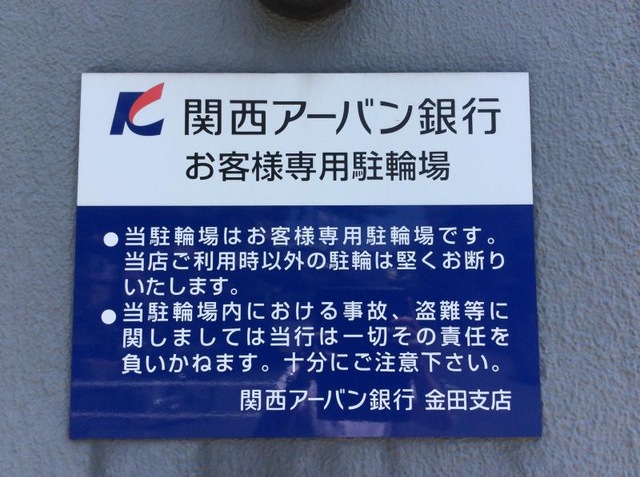 関西アーバン銀行
お客様専用駐輪場
●当駐輪場はお客様専用駐輪場です。
当店ご利用時以外の駐輪は堅くお断り
いたします。
●当駐輪場内における事故、盗難等に
関しましては当行は一切その責任を
負いかねます。十分にご注意下さい。
関西アーバン銀行 金田支店